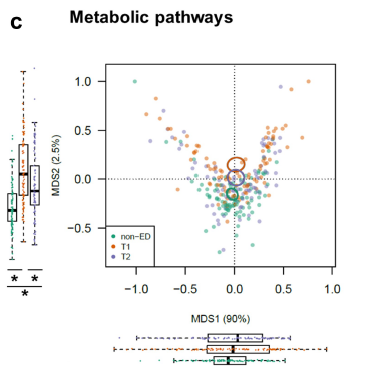 c
Metabolic pathways
MDS2 (2.5%)
1.0
0.5
0.0
−0.5
non−ED
T1
T2
−1.0 −0.5 0.0 0.5 1.0
MDS1 (90%)
* *
*